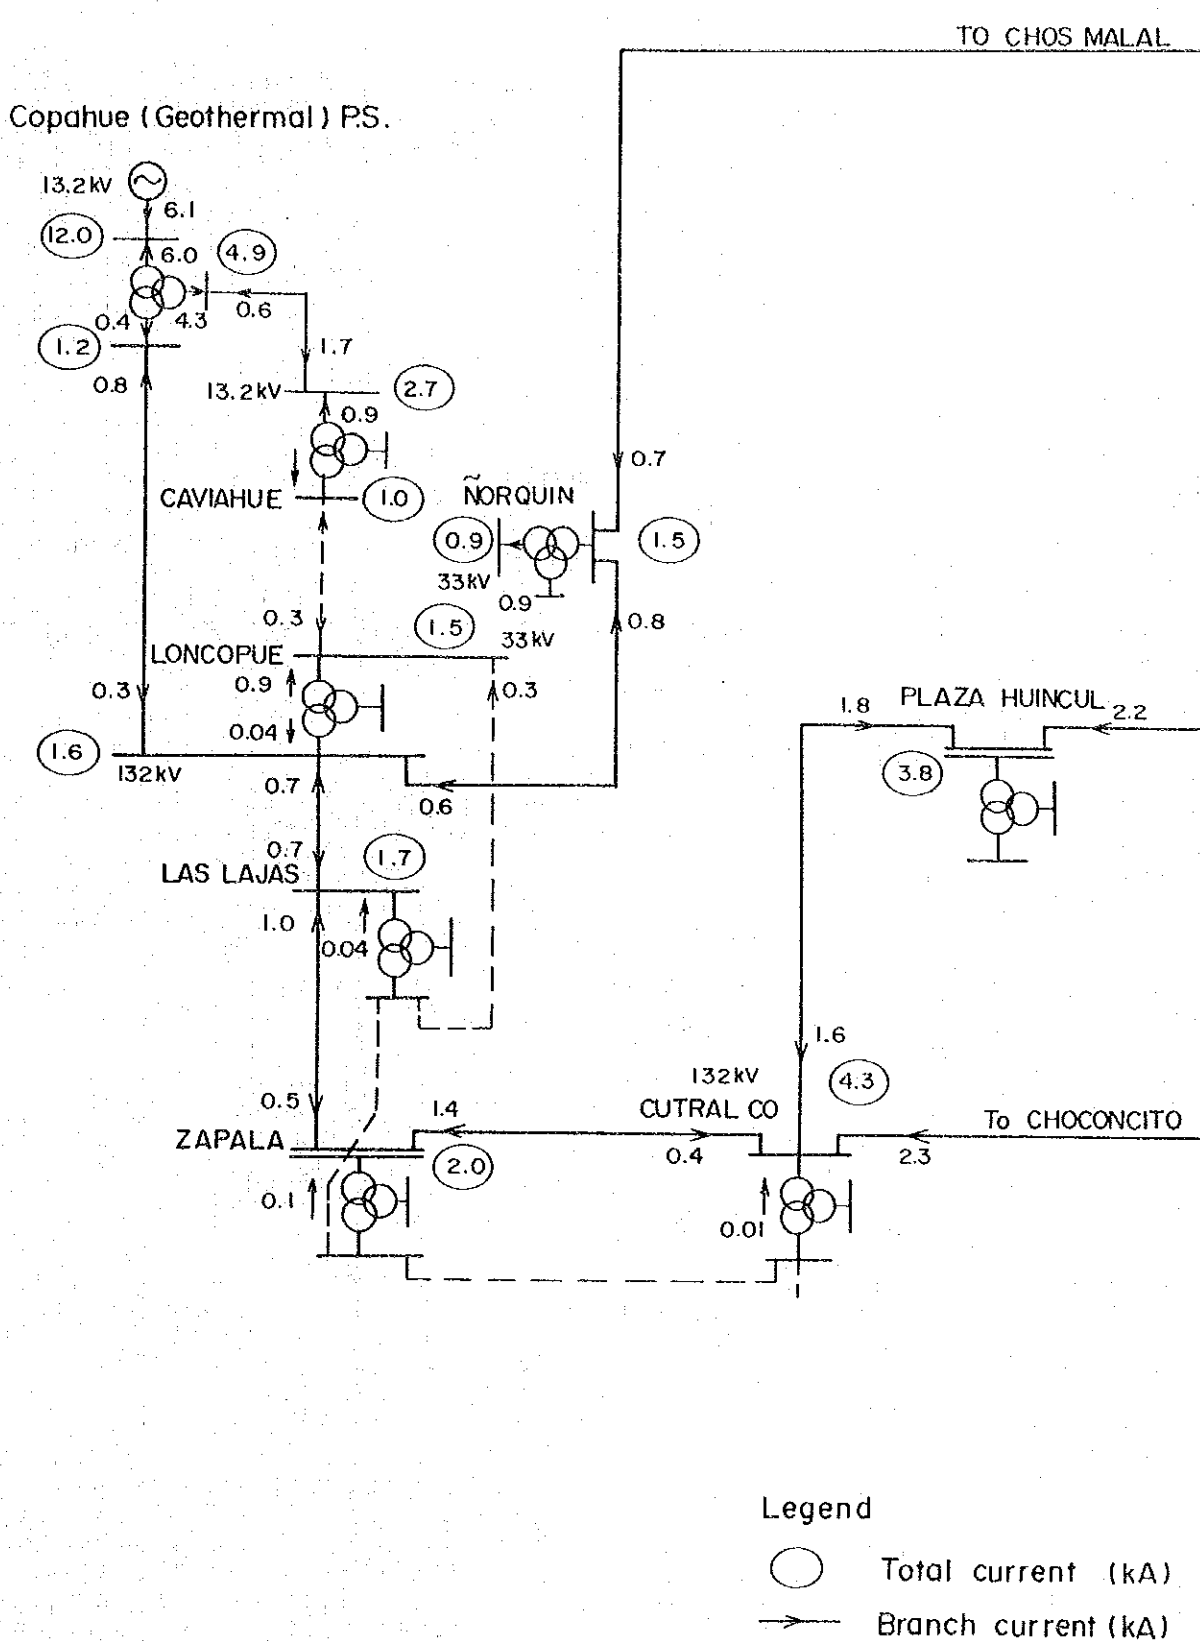 TO CHOS MALAL
Copahue (Geothermal) P.S.
13.2kV
6.1
12.0
6.0
4.9
0.4
4.3
0.6
1.2
0.8
1.7
13.2kV
2.7
0.9
0.7
CAVIAHUE
1.0
ÑORQUIN
0.9
1.5
33kV
0.9
0.3
1.5
33kV
0.8
LONCOPUE
0.9
0.3
0.3
0.04
1.6
132kV
0.7
0.6
PLAZA HUINCUL
1.8
2.2
3.8
0.7
1.7
LAS LAJAS
1.0
0.04
1.6
132kV
4.3
0.5
1.4
CUTRAL CO
To CHOCONCITO
ZAPALA
2.0
0.4
2.3
0.1
0.01
Legend
Total current (kA)
Branch current (kA)